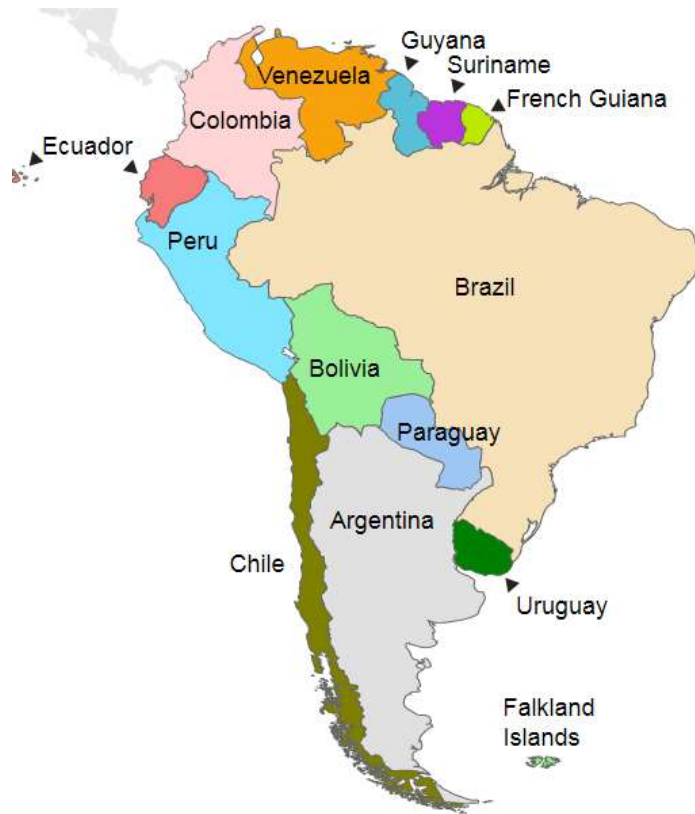 Guyana
Suriname
Venezuela
French Guiana
Colombia
Ecuador
Peru
Brazil
Bolivia
Paraguay
Argentina
Chile
Uruguay
Falkland
Islands